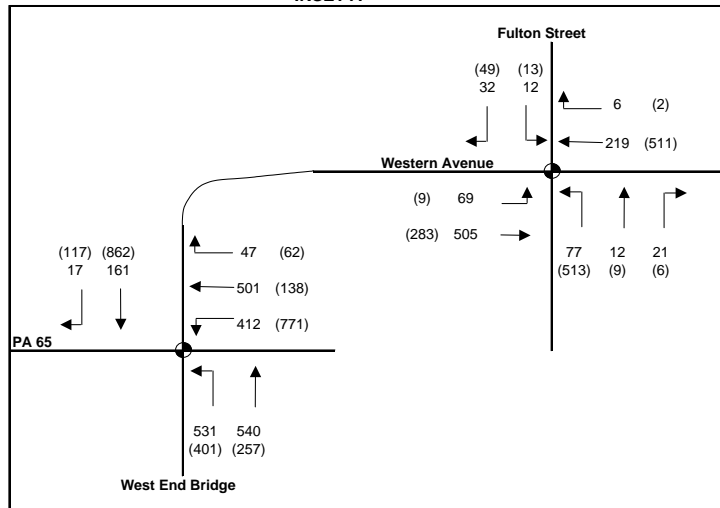 Fulton Street
(49) (13)
32 12
6 (2)
219 (511)
Western Avenue
(9) 69
(283) 505
77 12 21
(513) (9) (6)
(117) (862)
17 161
47 (62)
501 (138)
412 (771)
PA 65
531 540
(401) (257)
West End Bridge